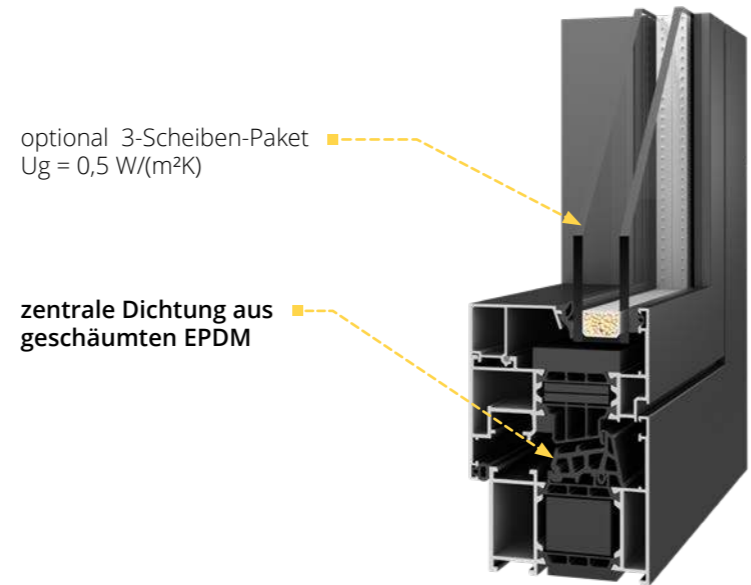 optional 3-Scheiben-Paket
Ug = 0,5 W/(m²K)
zentrale Dichtung aus
geschäumten EPDM